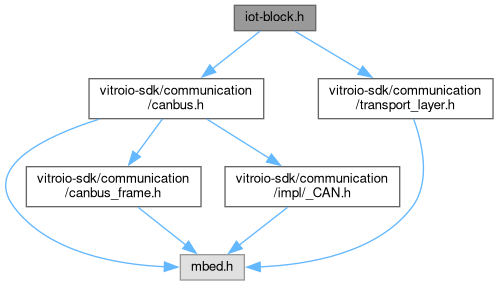 iot-block.h
vitroio-sdk/communication
/canbus.h
vitroio-sdk/communication
/transport_layer.h
vitroio-sdk/communication
/canbus_frame.h
vitroio-sdk/communication
/impl/_CAN.h
mbed.h